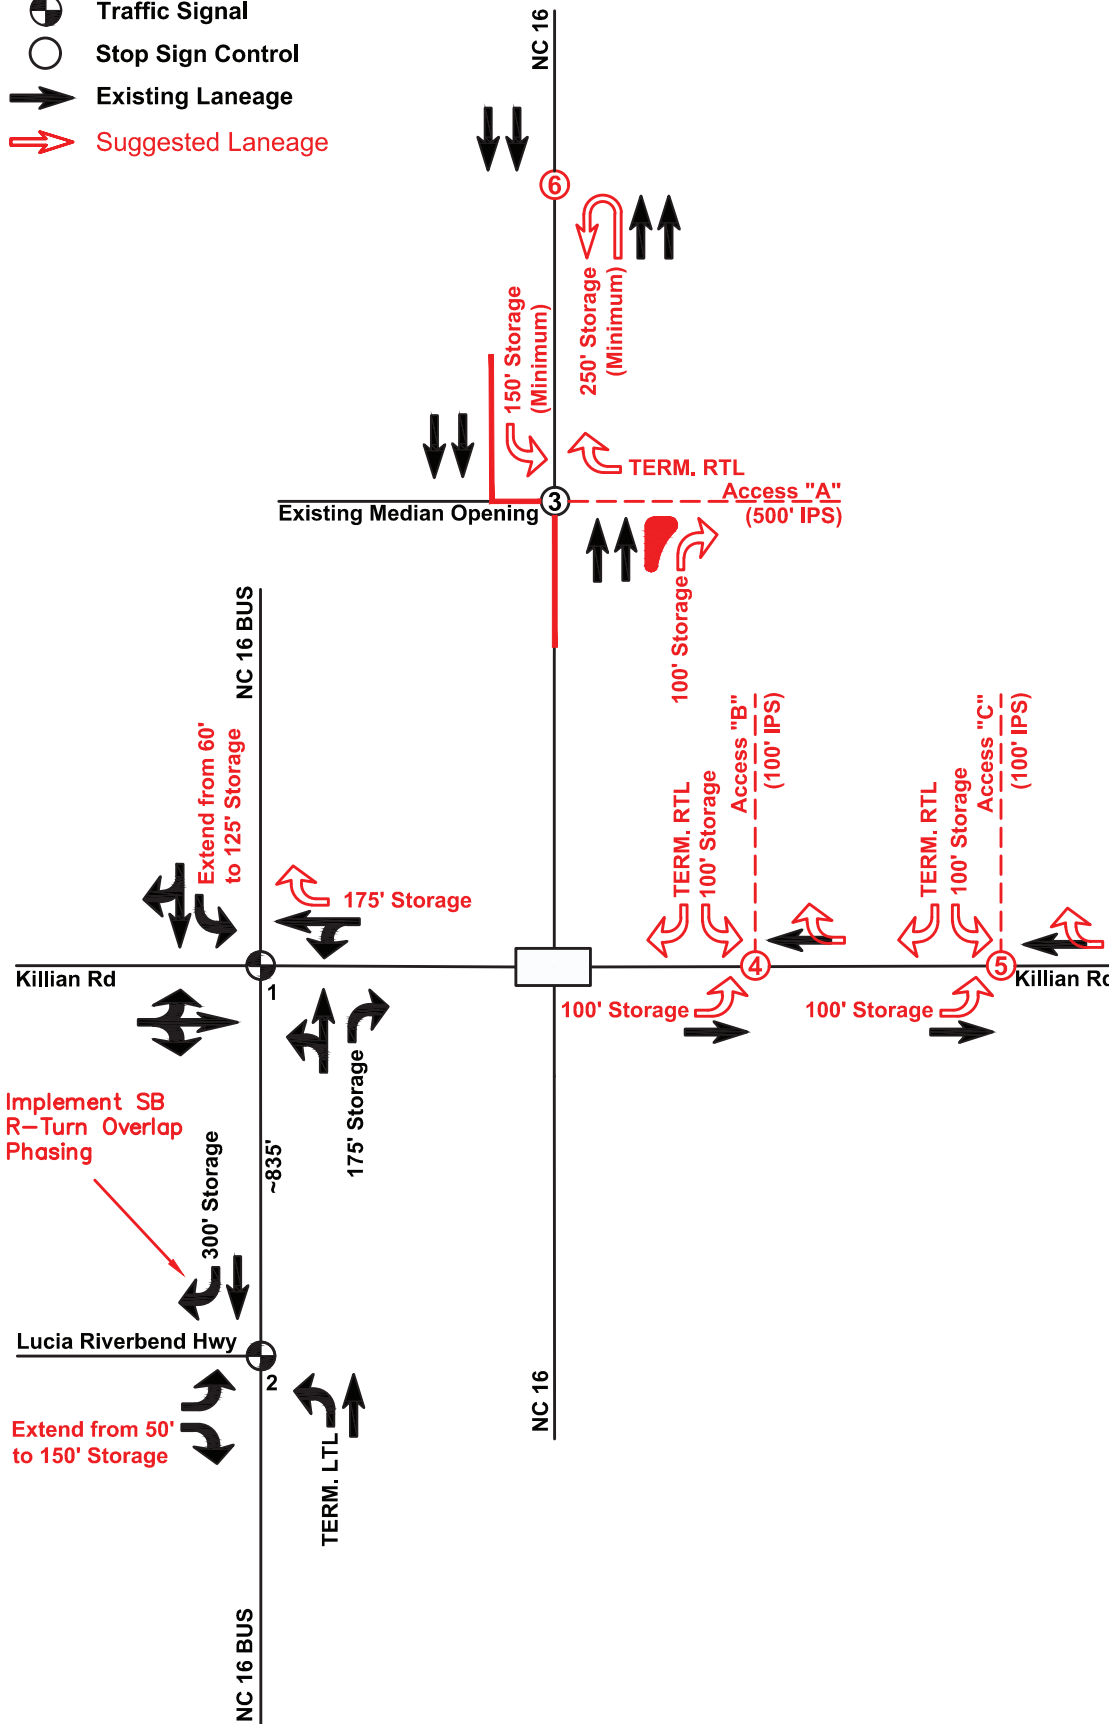 Traffic Signal
Stop Sign Control
Existing Laneage
Suggested Laneage
NC 16
6
250' Storage
(Minimum)
150' Storage
(Minimum)
TERM. RTL
Access "A"
(500' IPS)
Existing Median Opening
3
100' Storage
NC 16 BUS
Extend from 60'
to 125' Storage
175' Storage
TERM. RTL
100' Storage
Access "B"
(100' IPS)
TERM. RTL
100' Storage
Access "C"
(100' IPS)
Killian Rd
1
4
5
Killian Rd
100' Storage
100' Storage
175' Storage
Implement SB
R-Turn Overlap
Phasing
~835'
300' Storage
Lucia Riverbend Hwy
2
Extend from 50'
to 150' Storage
TERM. LTL
NC 16
NC 16 BUS